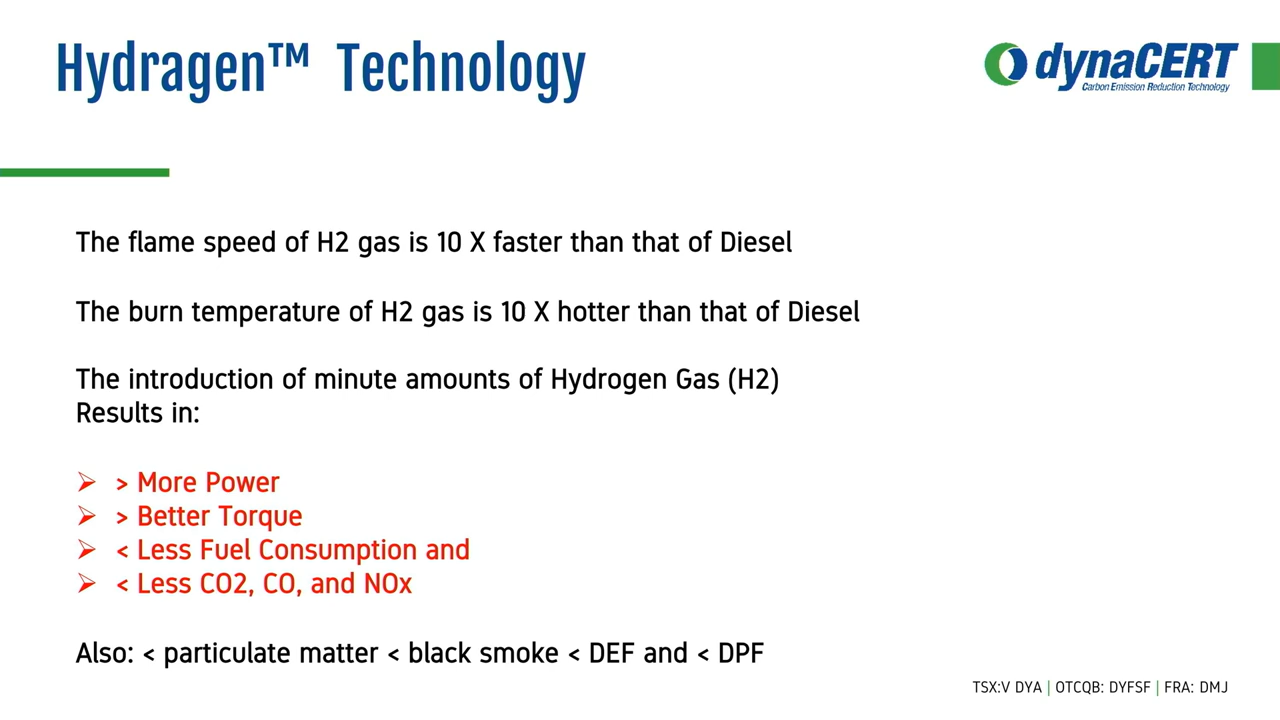 Hydragen™ Technology
dynaCERT
Carbon Emission Reduction Technology
The flame speed of H2 gas is 10 X faster than that of Diesel
The burn temperature of H2 gas is 10 X hotter than that of Diesel
The introduction of minute amounts of Hydrogen Gas (H2)
Results in:
➢ > More Power
➢ > Better Torque
➢ < Less Fuel Consumption and
➢ < Less CO2, CO, and NOx
Also: < particulate matter < black smoke < DEF and < DPF
TSX:V DYA | OTCQB: DYFSF | FRA: DMJ